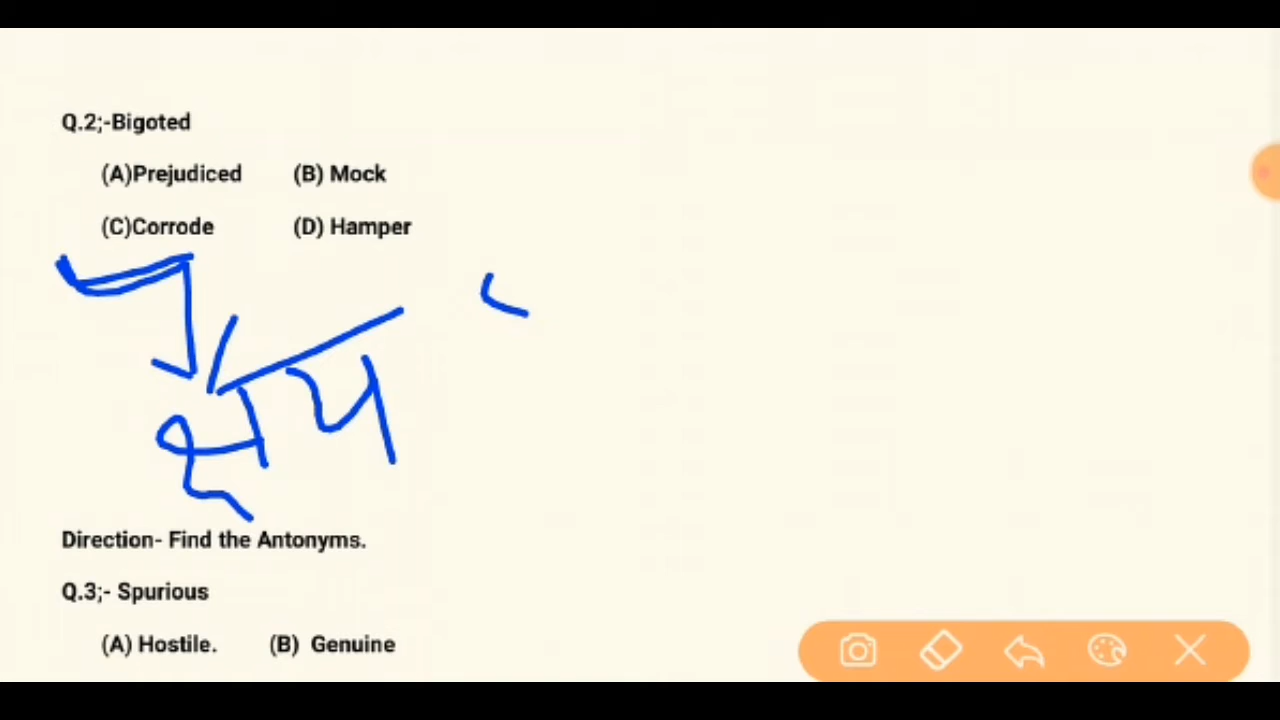 Q.2;-Bigoted
(A)Prejudiced (B) Mock
(C)Corrode (D) Hamper
Direction- Find the Antonyms.
Q.3;- Spurious
(A) Hostile. (B) Genuine